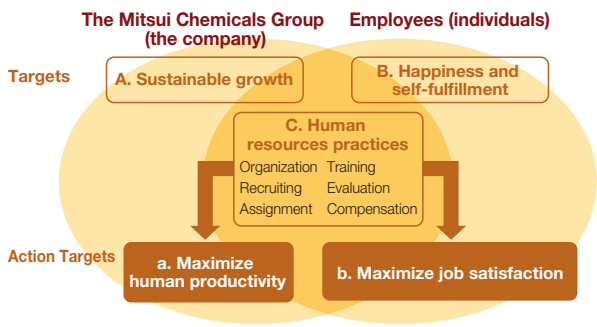 The Mitsui Chemicals Group
(the company)
Employees (individuals)
Targets
A. Sustainable growth
B. Happiness and
self-fulfillment
C. Human
resources practices
Organization Training
Recruiting Evaluation
Assignment Compensation
Action Targets
a. Maximize
human productivity
b. Maximize job satisfaction